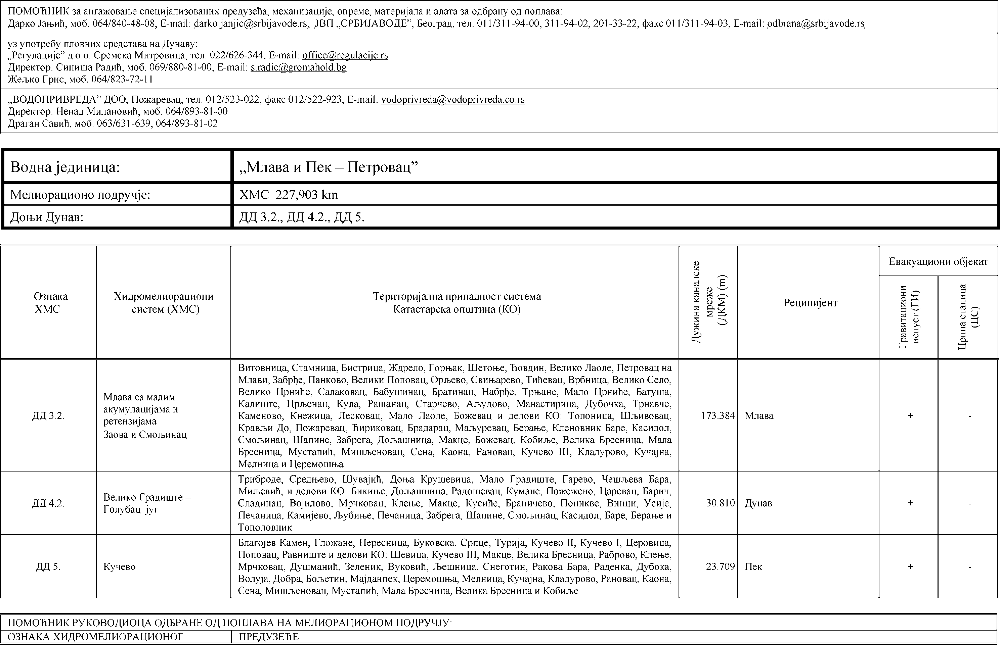 ПОМОЋНИК за ангажовање специјализованих предузећа, механизације, опреме, материјала и алата за одбрану од поплава:
Дарко Јањић, моб. 064/840-48-08, E-mail: darko.janjic@srbijavode.rs, ЈВП „СРБИЈАВОДЕ”, Београд, тел. 011/311-94-00, 311-94-02, 201-33-22, факс 011/311-94-03, E-mail: odbrana@srbijavode.rs
уз употребу пловних средстава на Дунаву:
„Регулације” д.о.о. Сремска Митровица, тел. 022/626-344, E-mail: office@regulacije.rs
Директор: Синиша Радић, моб. 069/880-81-00, E-mail: s.radic@gromahold.bg
Жељко Грис, моб. 064/823-72-11
„ВОДОПРИВРЕДА” ДОО, Пожаревац, тел. 012/523-022, факс 012/522-923, E-mail: vodoprivreda@vodoprivreda.co.rs
Директор: Ненад Милановић, моб. 064/893-81-00
Драган Савић, моб. 063/631-639, 064/893-81-02
Водна јединица: „Млава и Пек – Петровац”
Мелиорационо подручје: ХМС 227,903 km
Доњи Дунав: ДД 3.2., ДД 4.2., ДД 5.
Ознака
ХМС
Хидромелиорациони
систем (ХМС)
Територијална припадност система
Катастарска општина (КО)
Дужина каналске
мреже
(ДКМ) (m)
Реципијент
Евакуациони објекат
Гравитациони
испуст (ГИ)
Црпна станица
(ЦС)
ДД 3.2.
Млава са малим
акумулацијама и
ретензијама
Заова и Смољинац
Витовница, Стамница, Бистрица, Ждрело, Горњак, Шетоње, Ћовдин, Велико Лаоле, Петровац на
Млави, Забрђе, Панково, Велики Поповац, Орљево, Свињарево, Тићевац, Врбница, Велико Село,
Велико Црниће, Салаковац, Бабушинац, Братинац, Набрђе, Трњане, Мало Црниће, Батуша,
Калиште, Црљенац, Кула, Рашанац, Старчево, Аљудово, Манастирица, Дубочка, Трнавче,
Каменово, Кнежица, Лесковац, Мало Лаоле, Божевац и делови КО: Топоница, Шљивовац,
Крављи До, Пожаревац, Ћириковац, Брадарац, Маљуревац, Берање, Кленовник Баре, Касидол,
Смољинац, Шапине, Забрега, Дољашница, Макце, Божевац, Кобиље, Велика Бресница, Мала
Бресница, Мустапић, Мишљеновац, Сена, Каона, Рановац, Кучево III, Кладурово, Кучајна,
Мелница и Церемошња
173.384
Млава
+
-
ДД 4.2.
Велико Градиште –
Голубац југ
Триброде, Средњево, Шувајић, Доња Крушевица, Мало Градиште, Гарево, Чешљева Бара,
Миљевић, и делови КО: Бикиње, Дољашница, Радошевац, Кумане, Пожежено, Царевац, Барич,
Сладинац, Војилово, Мрчковац, Клење, Макце, Кусиће, Браничево, Поникве, Винци, Усије,
Печаница, Камијево, Љубиње, Печаница, Забрега, Шапине, Смољинац, Касидол, Баре, Берање и
Тополовник
30.810
Дунав
+
-
ДД 5.
Кучево
Благојев Камен, Гложане, Нересница, Буковска, Српце, Турија, Кучево II, Кучево I, Церовица,
Поповац, Равниште и делови КО: Шевица, Кучево III, Макце, Велика Бресница, Раброво, Клење,
Мрчковац, Душманић, Зеленик, Вуковић, Љешница, Снеготин, Ракова Бара, Раденка, Дубока,
Волуја, Добра, Бољетин, Мајданпек, Церемошња, Мелница, Кучајна, Кладурово, Рановац, Каона,
Сена, Мишљеновац, Мустапић, Мала Бресница, Велика Бресница и Кобиље
23.709
Пек
+
-
ПОМОЋНИК РУКОВОДИОЦА ОДБРАНЕ ОД ПОПЛАВА НА МЕЛИОРАЦИОНОМ ПОДРУЧЈУ:
ОЗНАКА ХИДРОМЕЛИОРАЦИОНОГ ПРЕДУЗЕЋЕ